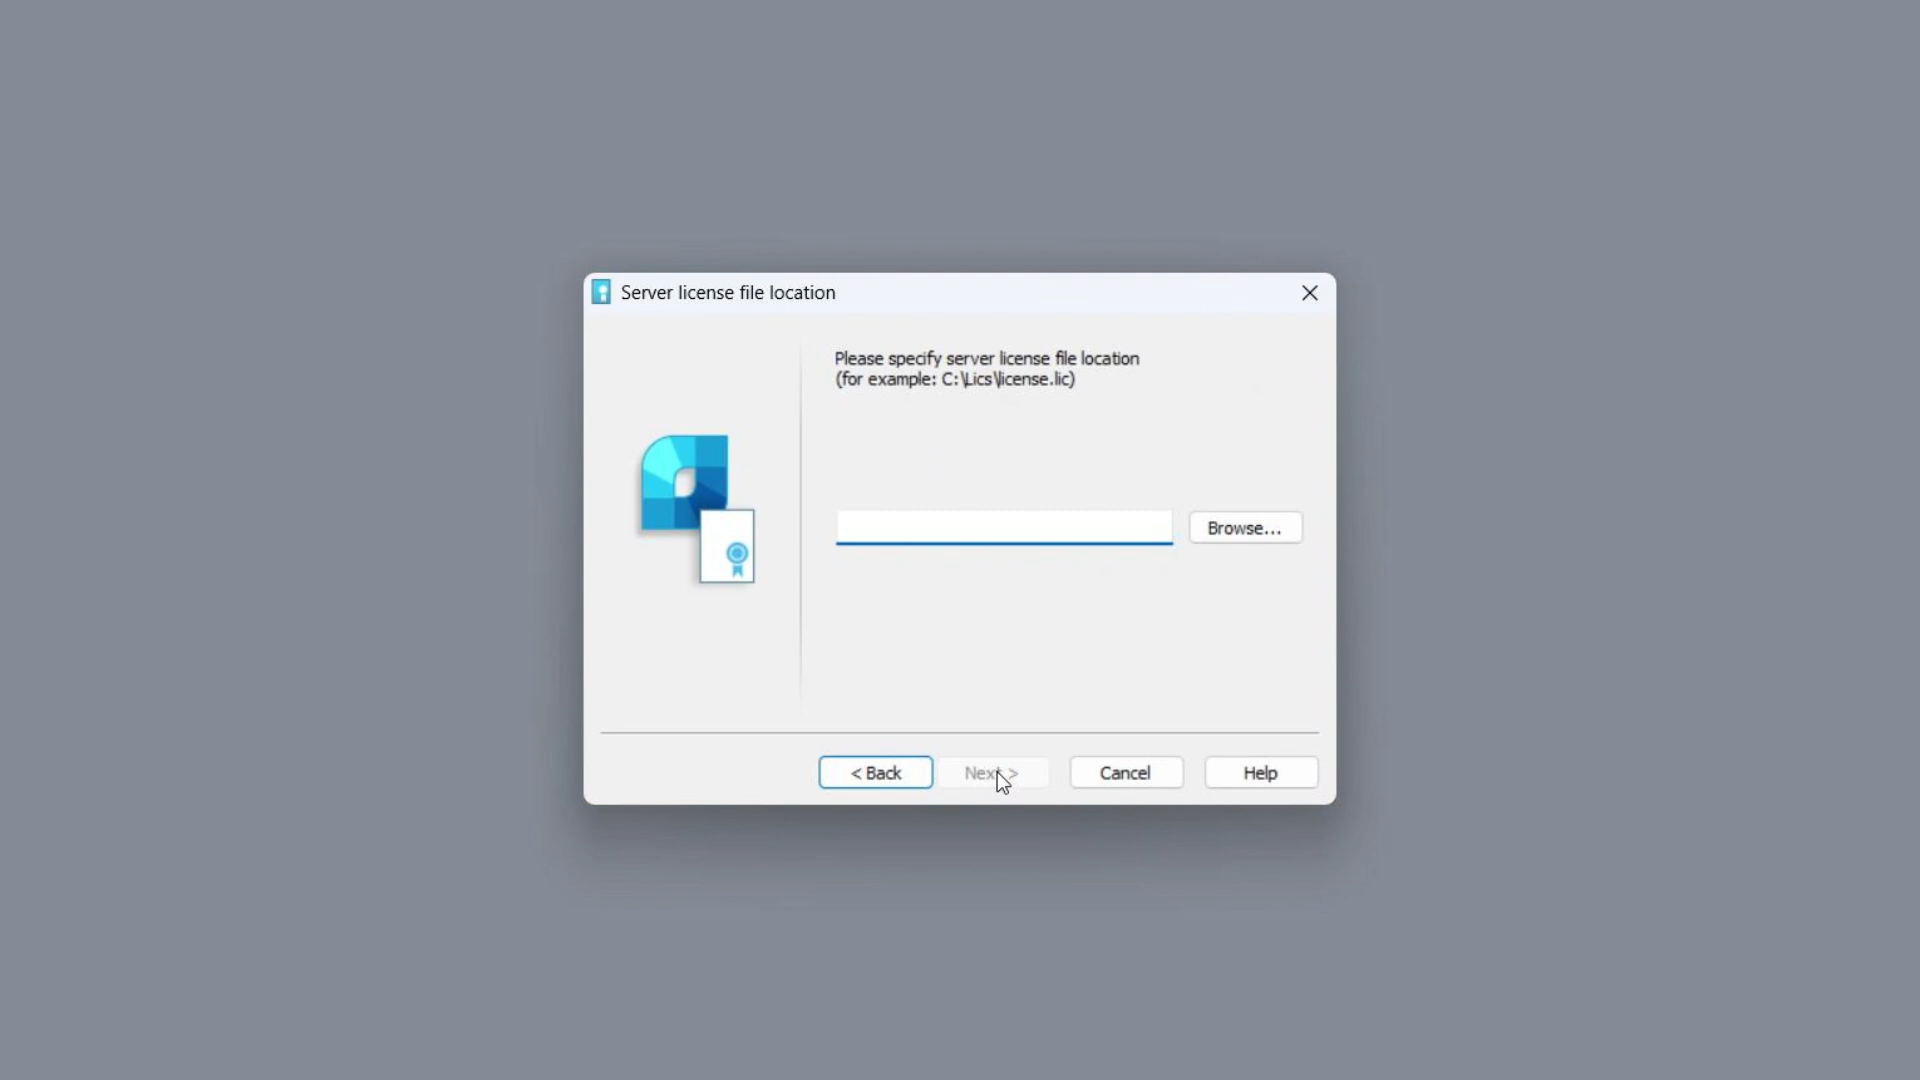 Server license file location
Please specify server license file location
(for example: C:\Lics\license.lic)
Browse...
< Back
Next >
Cancel
Help